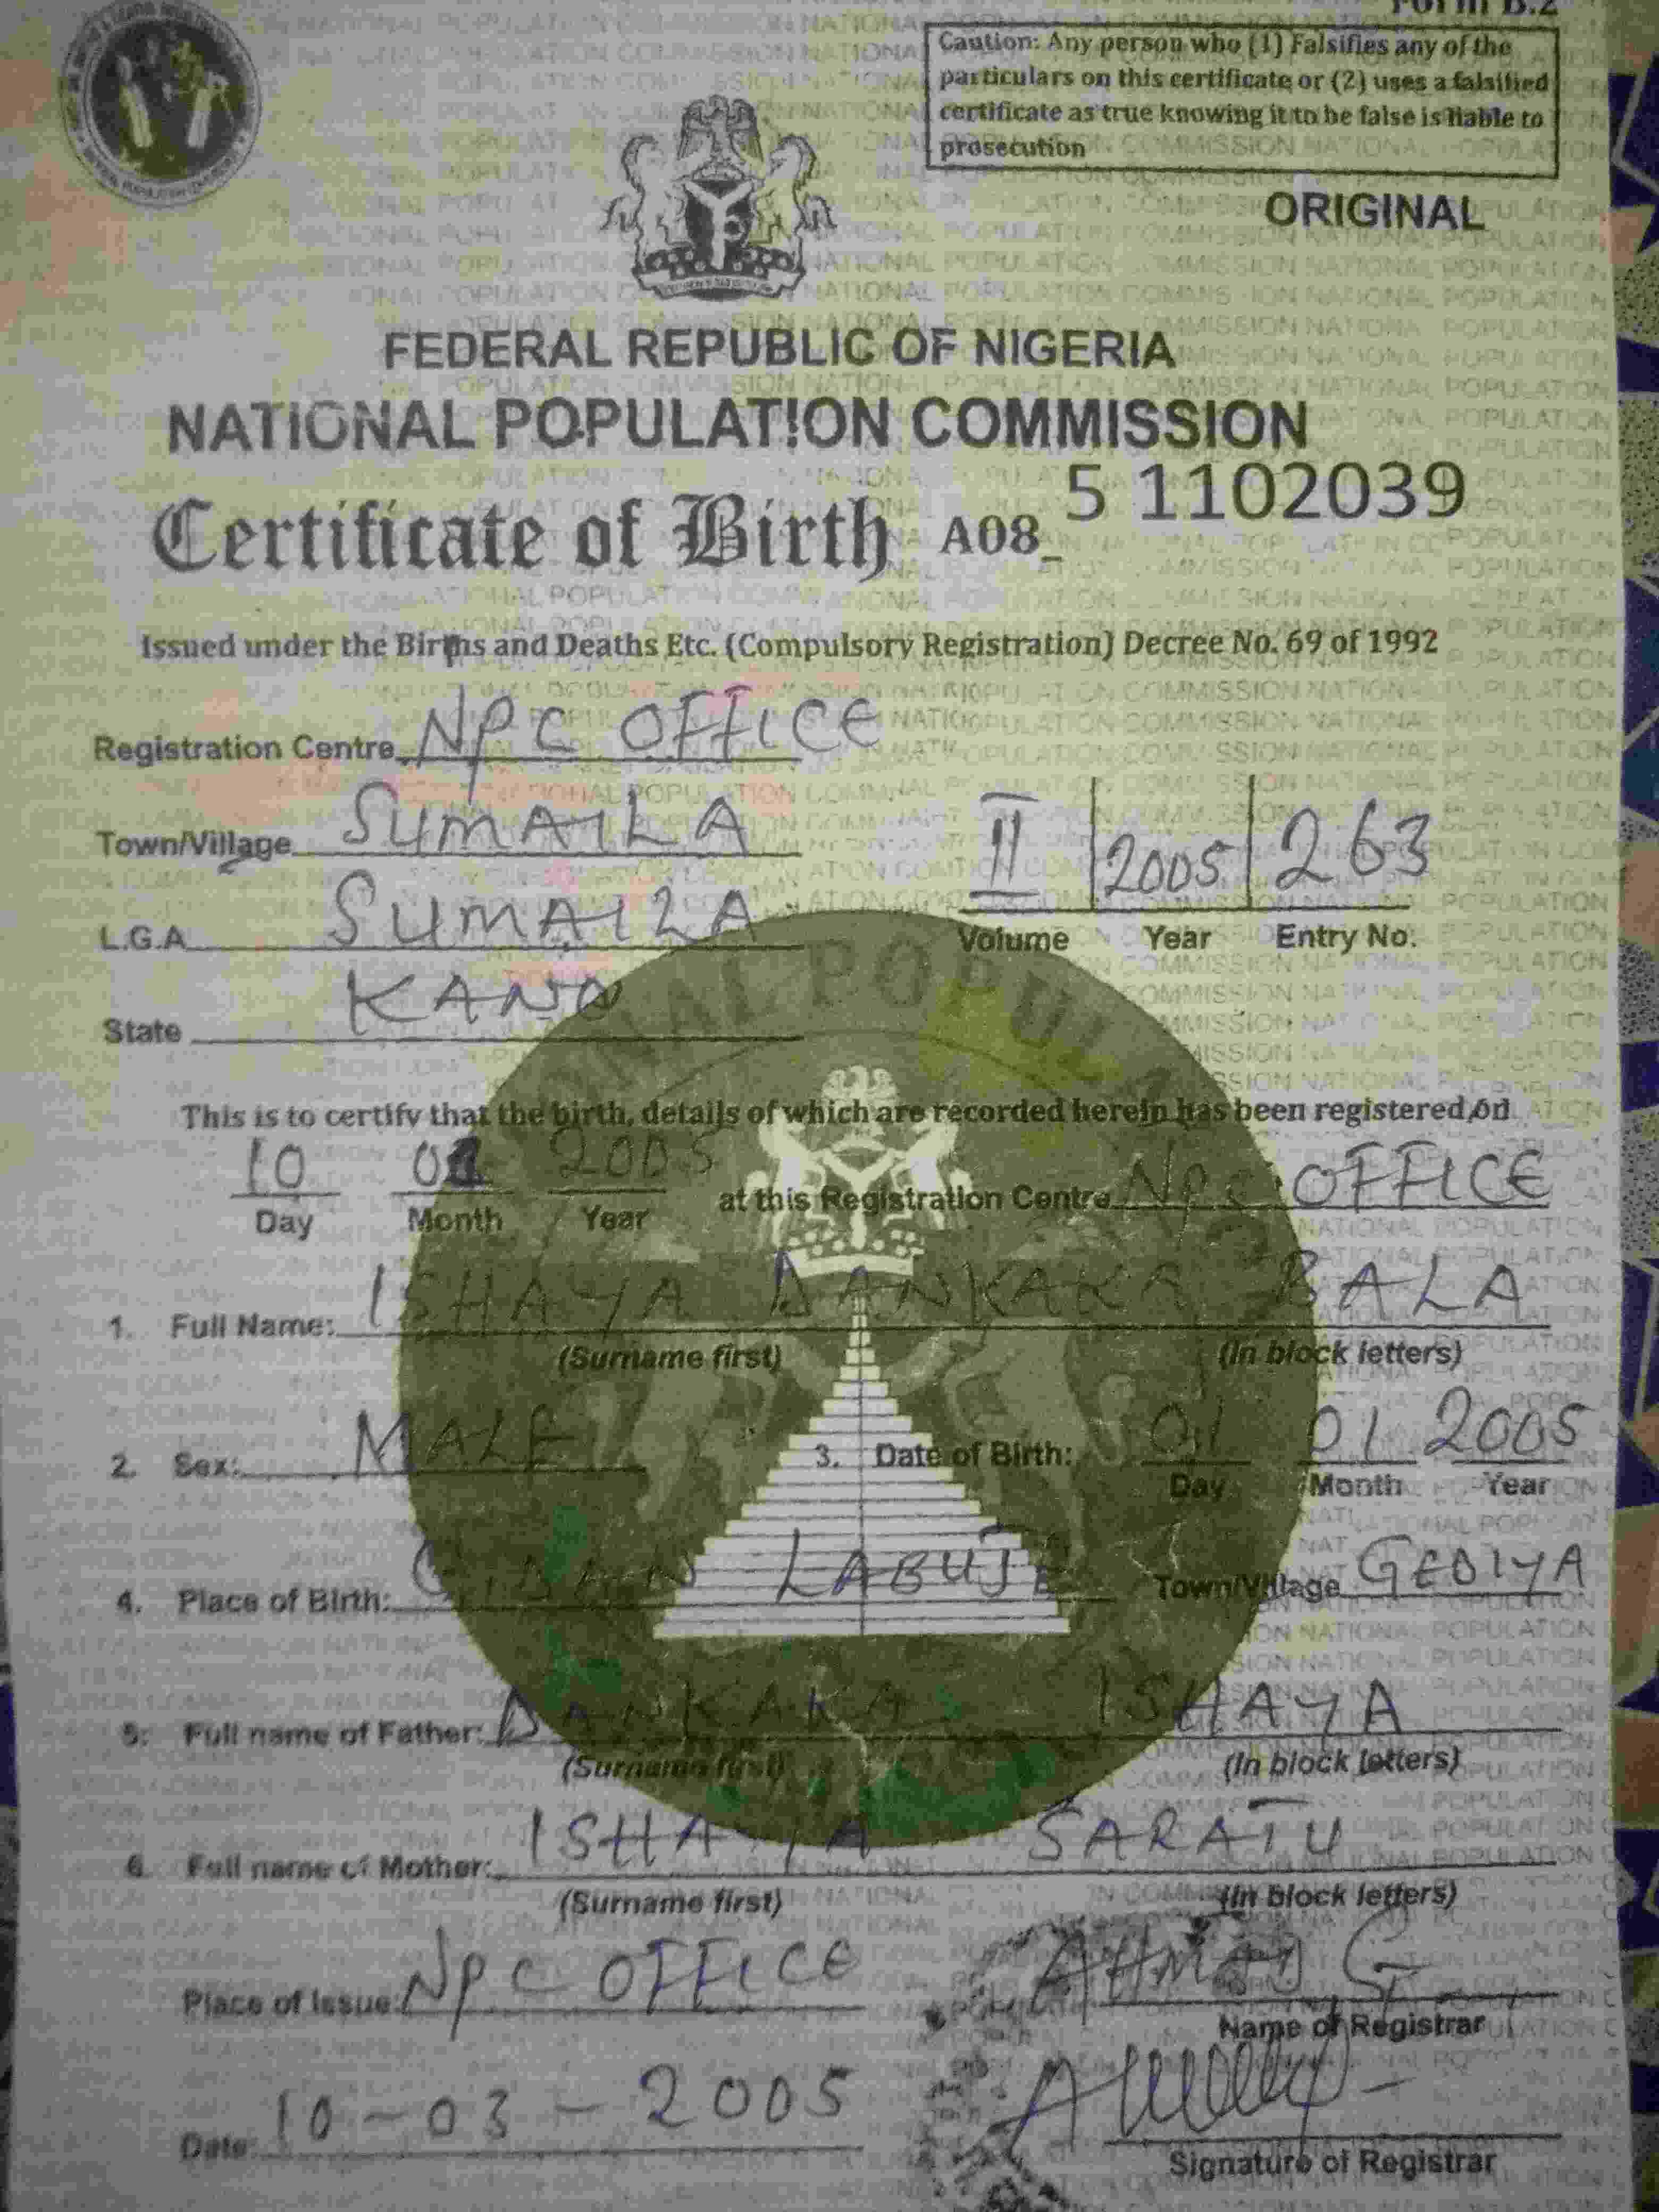 Form B.2
Caution: Any person who (1) Falsifies any of the
particulars on this certificate or (2) uses a falsified
certificate as true knowing it to be false is liable to
prosecution
ORIGINAL
FEDERAL REPUBLIC OF NIGERIA
NATIONAL POPULATION COMMISSION
Certificate of Birth A08_ 5 1102039
Issued under the Births and Deaths Etc. (Compulsory Registration) Decree No. 69 of 1992
Registration Centre NPC OFFICE
Town/Village SUMAILA
II 2005 263
L.G.A SUMAILA
Volume Year Entry No.
State KANO
This is to certify that the birth, details of which are recorded herein has been registered on
10 2005 at this Registration Centre NPC OFFICE
Day Month Year
1. Full Name: ISHAYA DANKAKA BALA
(Surname first) (In block letters)
2. Sex: MALE 3. Date of Birth: 01 01 2005
Day Month Year
4. Place of Birth: GIDAN LABUJE Town/Village GEDIYA
5: Full name of Father: DANKAKA ISHAYA
(Surname first) (In block letters)
6. Full name of Mother: ISHAYA SARATU
(Surname first) (In block letters)
Place of Issue: NPC OFFICE AHMAD G
Name of Registrar
Date: 10-03-2005
Signature of Registrar